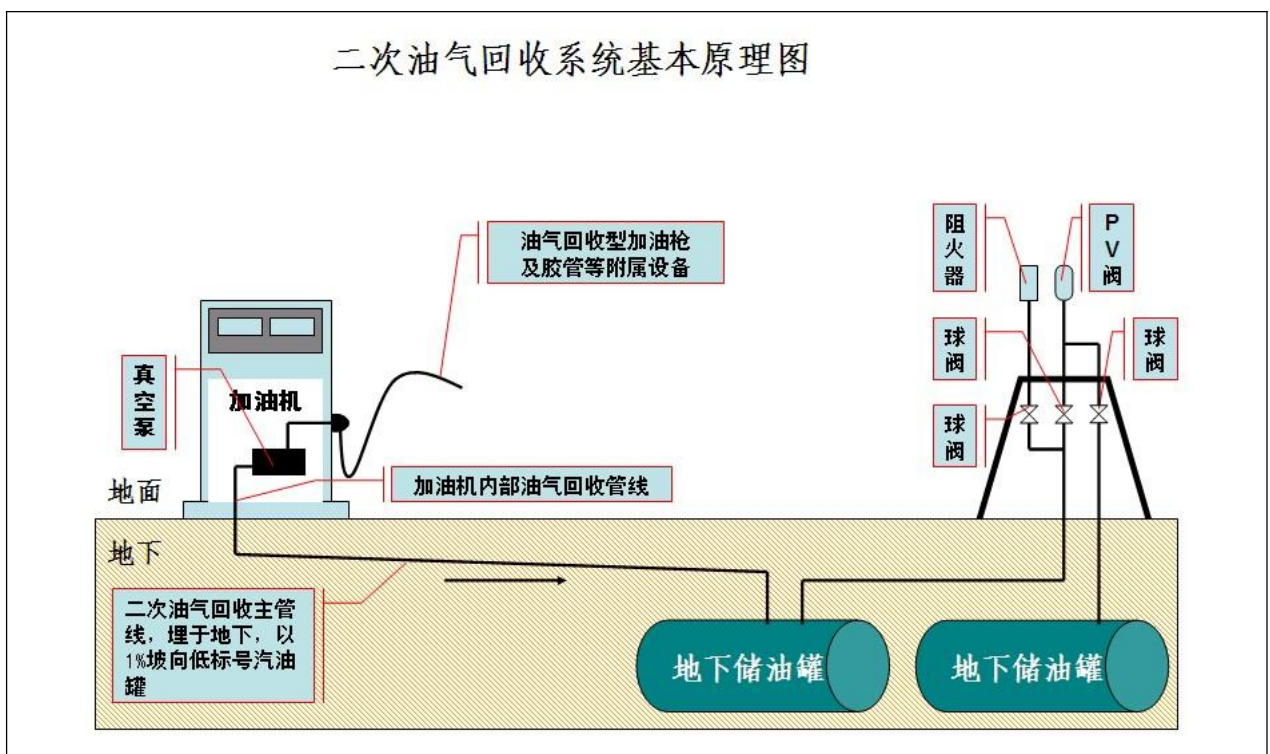 二次油气回收系统基本原理图
油气回收型加油枪
及胶管等附属设备
阻火器
PV阀
球阀
球阀
球阀
真空泵
加油机
加油机内部油气回收管线
地面
地下
二次油气回收主管
线，埋于地下，以
1%坡向低标号汽油
罐
地下储油罐
地下储油罐